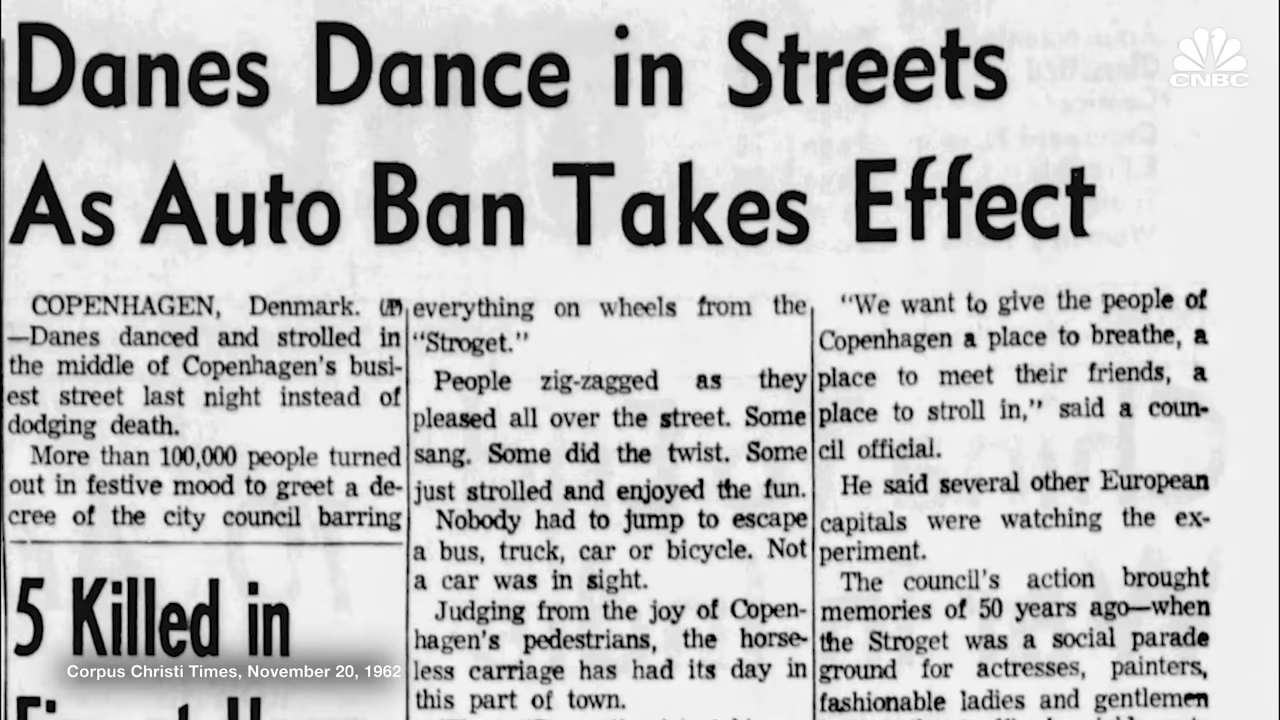 Danes Dance in Streets
As Auto Ban Takes Effect
CNBC
COPENHAGEN, Denmark. (AP)
—Danes danced and strolled in
the middle of Copenhagen's busi-
est street last night instead of
dodging death.
More than 100,000 people turned
out in festive mood to greet a de-
cree of the city council barring
everything on wheels from the
"Stroget."
People zig-zagged as they
pleased all over the street. Some
sang. Some did the twist. Some
just strolled and enjoyed the fun.
Nobody had to jump to escape
a bus, truck, car or bicycle. Not
a car was in sight.
Judging from the joy of Copen-
hagen's pedestrians, the horse-
less carriage has had its day in
this part of town.
"We want to give the people of
Copenhagen a place to breathe, a
place to meet their friends, a
place to stroll in," said a coun-
cil official.
He said several other European
capitals were watching the ex-
periment.
The council's action brought
memories of 50 years ago—when
the Stroget was a social parade
ground for actresses, painters,
fashionable ladies and gentlemen
5 Killed in
Corpus Christi Times, November 20, 1962